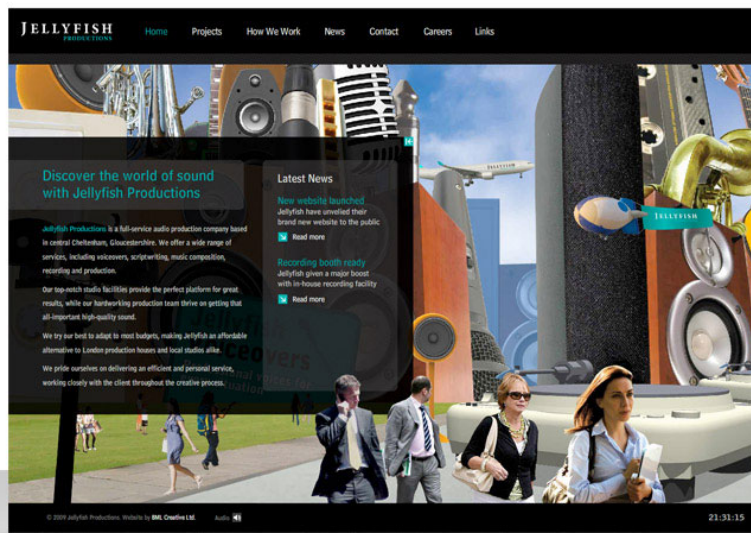 JELLYFISH
PRODUCTIONS
Home Projects How We Work News Contact Careers Links
JELLYFISH
JELLYFISH
Discover the world of sound
with Jellyfish Productions
Jellyfish Productions is a full-service audio production company based
in central Cheltenham, Gloucestershire. We offer a wide range of
services, including voiceovers, scriptwriting, music composition,
recording and production.
Our top-notch studio facilities provide the perfect platform for great
results, while our hardworking production team thrive on getting that
all-important high-quality sound.
We try our best to adapt to most budgets, making Jellyfish an affordable
alternative to London production houses and local studios alike.
We pride ourselves on delivering an efficient and personal service,
working closely with the client throughout the creative process.
Latest News
New website launched
Jellyfish have unveiled their
brand new website to the public
Read more
Recording booth ready
Jellyfish given a major boost
with in-house recording facility
Read more
Jellyfish
voices for
© 2009 Jellyfish Productions. Website by BML Creative Ltd.
Audio
21:31:15